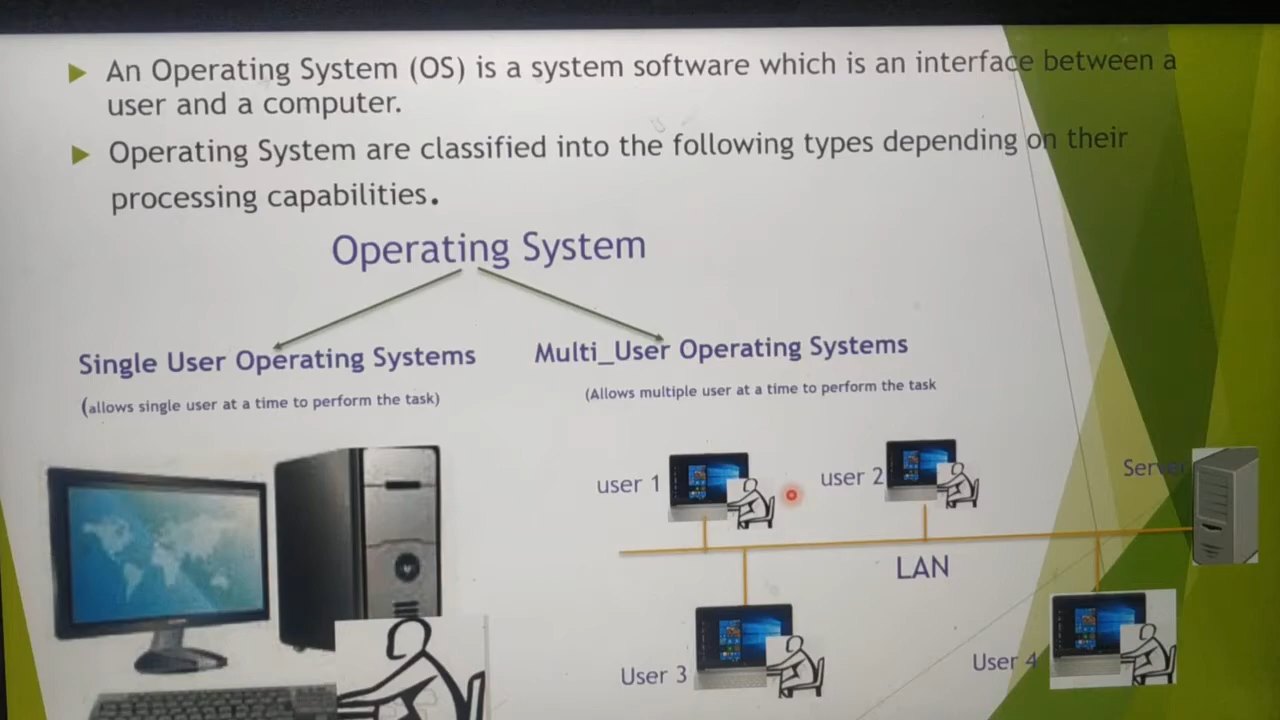 An Operating System (OS) is a system software which is an interface between a
user and a computer.
Operating System are classified into the following types depending on their
processing capabilities.
Operating System
Single User Operating Systems
Multi_User Operating Systems
(allows single user at a time to perform the task)
(Allows multiple user at a time to perform the task
user 1
user 2
Server
LAN
User 3
User 4